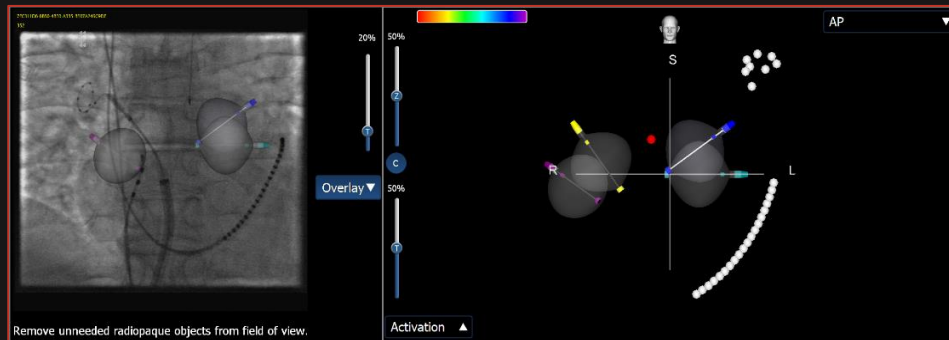 20%
50%
AP
S
Z
T
C
R
L
Overlay
50%
T
Activation
Remove unneeded radiopaque objects from field of view.